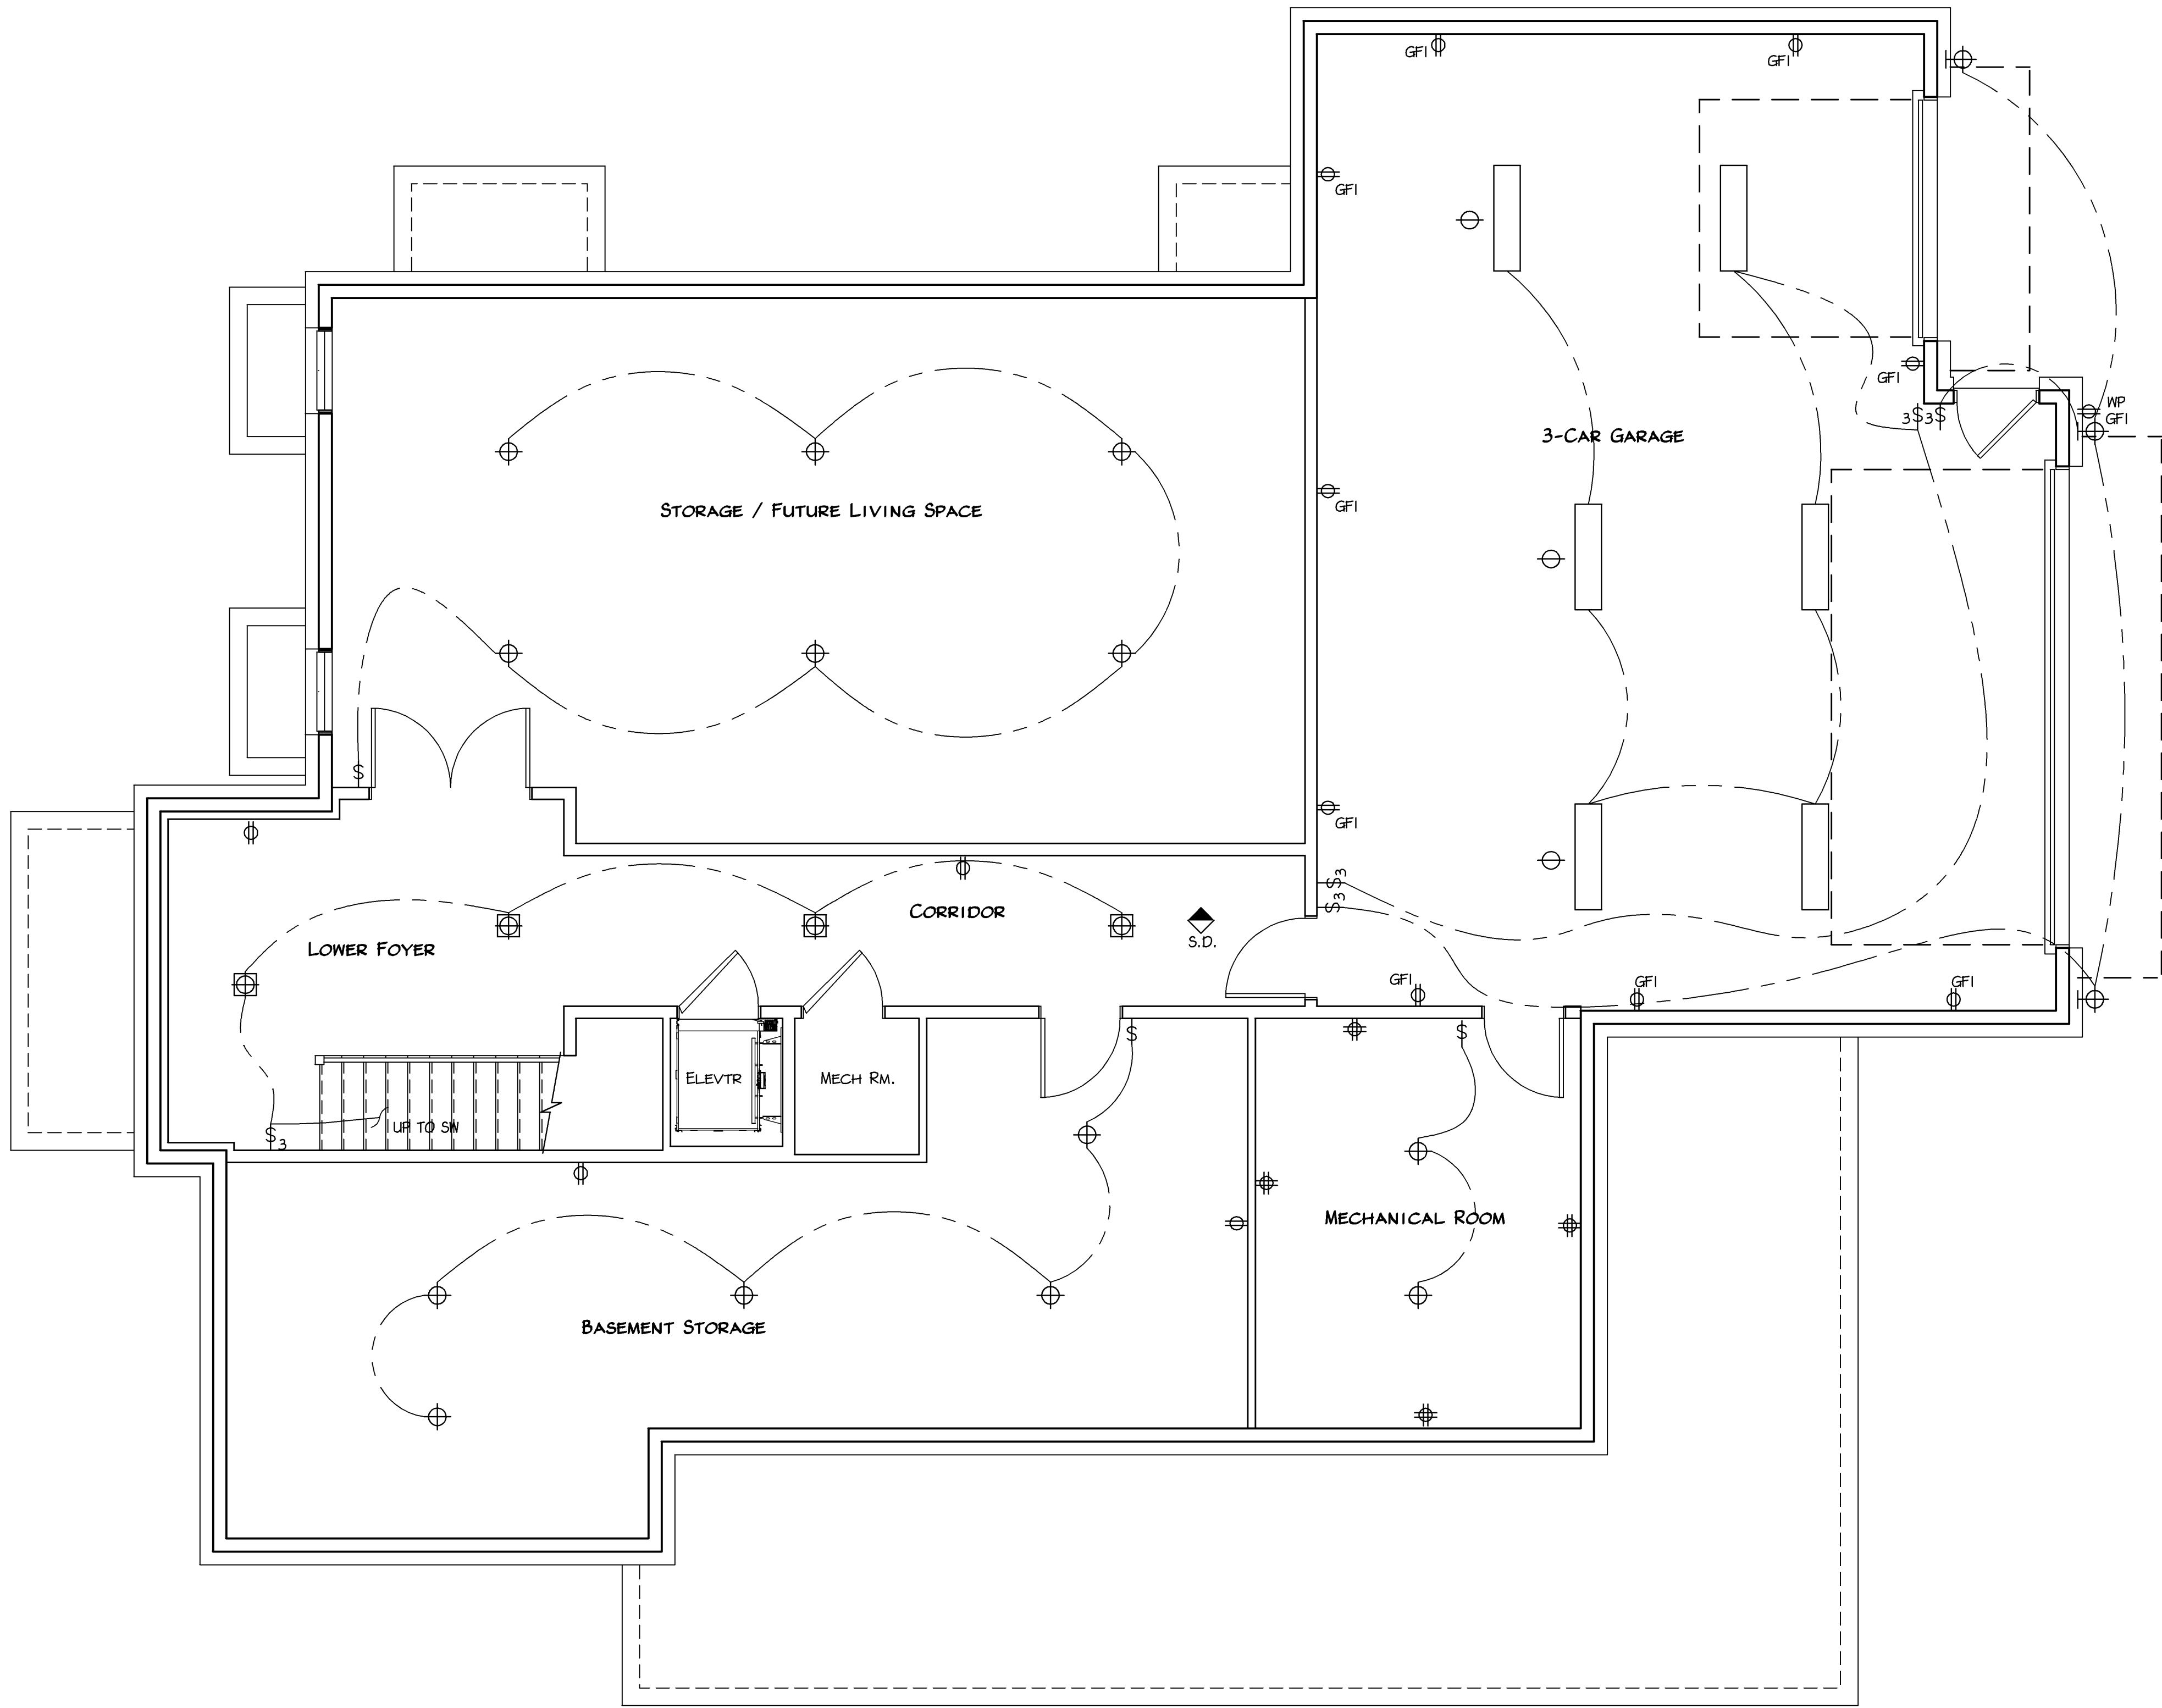 GFI
GFI
GFI
GFI
3$3$
WP
GFI
3-Car Garage
GFI
Storage / Future Living Space
$
GFI
$3
$3
Corridor
S.D.
Lower Foyer
GFI
GFI
GFI
$
$
Elevtr
Mech Rm.
UP TO SW
$3
Mechanical Room
Basement Storage